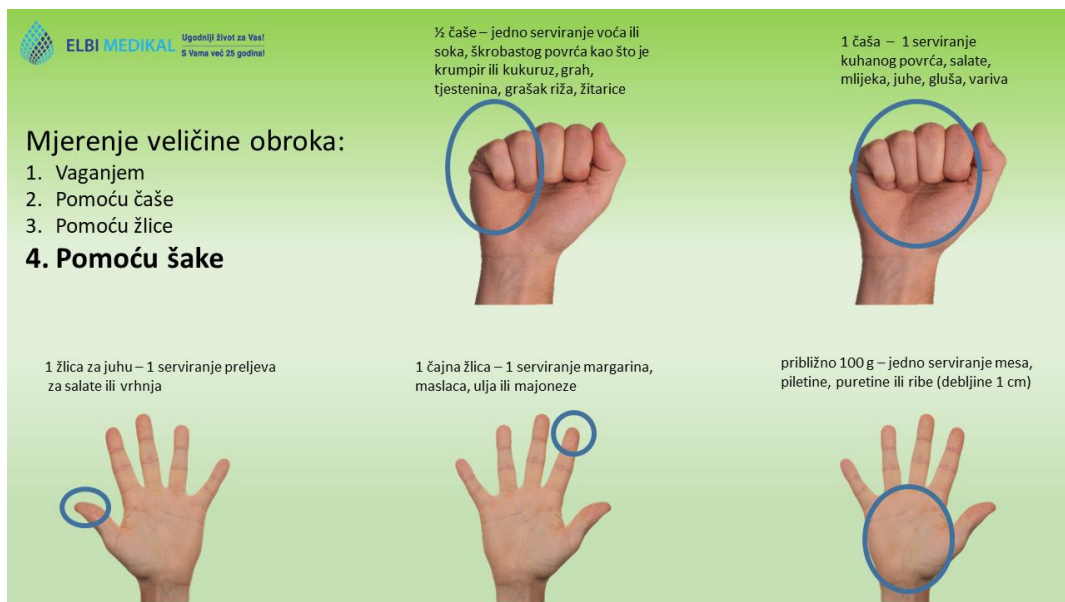 ELBI MEDIKAL
Ugodniji život za Vas!
S Vama već 25 godina!
Mjerenje veličine obroka:
1. Vaganjem
2. Pomoću čaše
3. Pomoću žlice
4. Pomoću šake
½ čaše – jedno serviranje voća ili
soka, škrobastog povrća kao što je
krumpir ili kukuruz, grah,
tjestenina, grašak riža, žitarice
1 čaša – 1 serviranje
kuhanog povrća, salate,
mlijeka, juhe, gluša, variva
1 žlica za juhu – 1 serviranje preljeva
za salate ili vrhnja
1 čajna žlica – 1 serviranje margarina,
maslaca, ulja ili majoneze
približno 100 g – jedno serviranje mesa,
piletine, puretine ili ribe (debljine 1 cm)